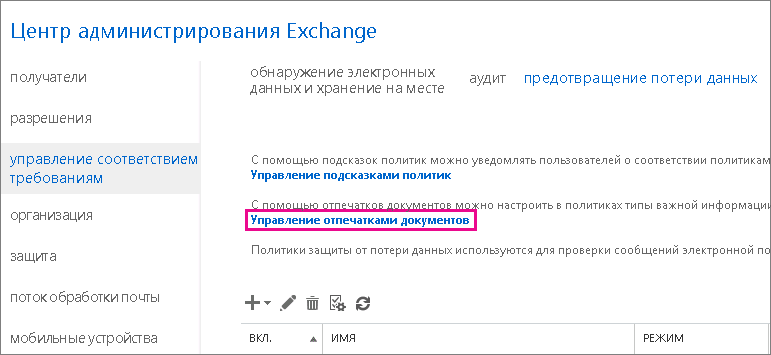 Центр администрирования Exchange
получатели
разрешения
управление соответствием
требованиям
организация
защита
поток обработки почты
мобильные устройства
обнаружение электронных
данных и хранение на месте
аудит
предотвращение потери данных
С помощью подсказок политик можно уведомлять пользователей о соответствии политикам
Управление подсказками политик
С помощью отпечатков документов можно настроить в политиках типы важной информации
Управление отпечатками документов
Политики защиты от потери данных используются для проверки сообщений электронной по
ВКЛ.
ИМЯ
РЕЖИМ